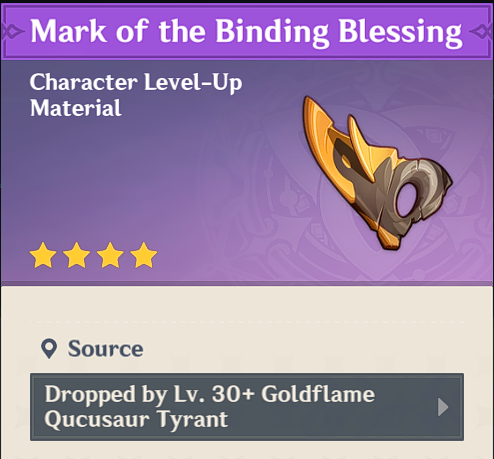 Mark of the Binding Blessing
Character Level-Up
Material
Source
Dropped by Lv. 30+ Goldflame
Qucusaur Tyrant